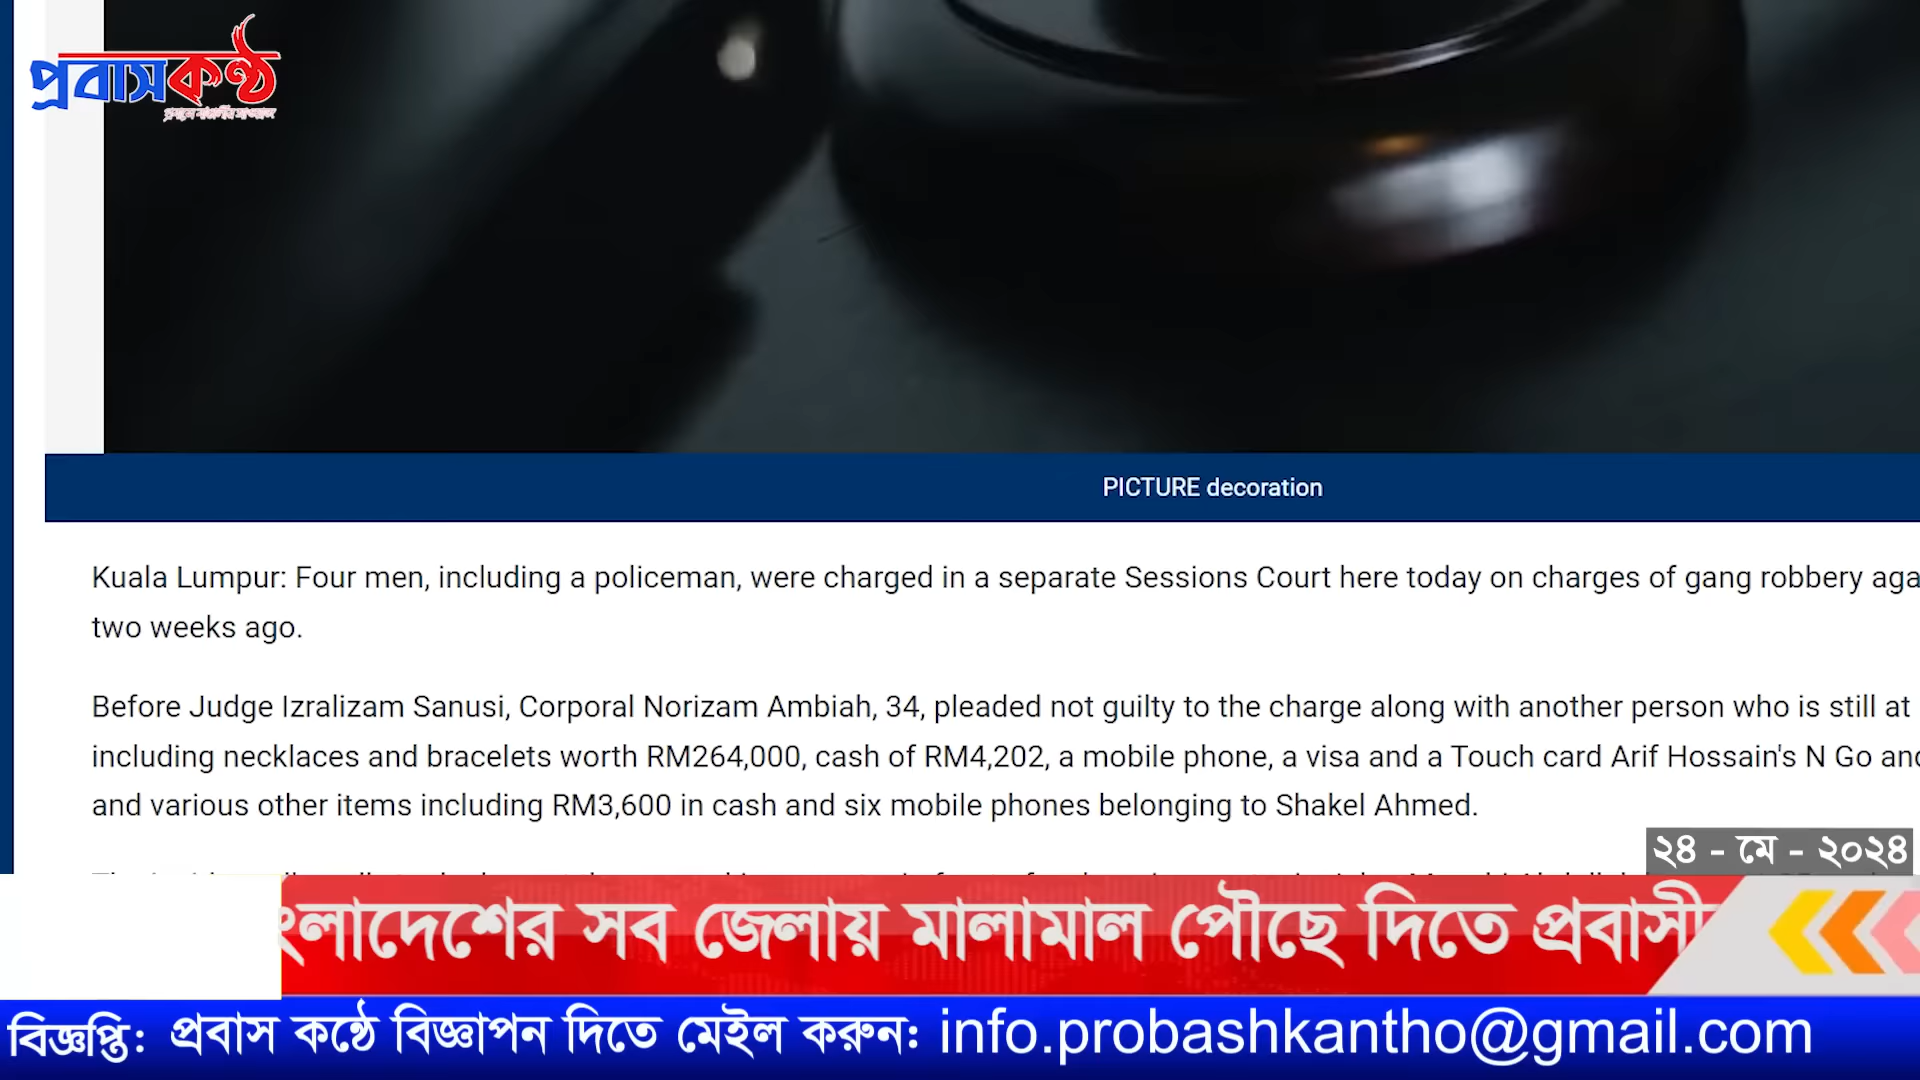 প্রবাস কণ্ঠ
PICTURE decoration
Kuala Lumpur: Four men, including a policeman, were charged in a separate Sessions Court here today on charges of gang robbery aga
two weeks ago.
Before Judge Izralizam Sanusi, Corporal Norizam Ambiah, 34, pleaded not guilty to the charge along with another person who is still at
including necklaces and bracelets worth RM264,000, cash of RM4,202, a mobile phone, a visa and a Touch card Arif Hossain's N Go and
and various other items including RM3,600 in cash and six mobile phones belonging to Shakel Ahmed.
২৪ - মে - ২০২৪
ংলাদেশের সব জেলায় মালামাল পৌছে দিতে প্রবাসী
বিজ্ঞপ্তি: প্রবাস কন্ঠে বিজ্ঞাপন দিতে মেইল করুন: info.probashkantho@gmail.com